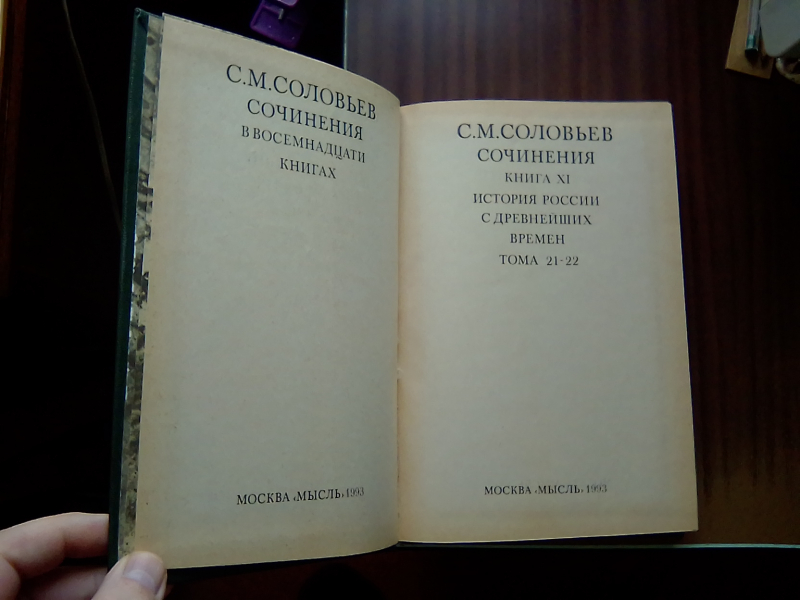 С.М.СОЛОВЬЕВ
СОЧИНЕНИЯ
В ВОСЕМНАДЦАТИ
КНИГАХ
МОСКВА «МЫСЛЬ» 1993
С.М.СОЛОВЬЕВ
СОЧИНЕНИЯ
КНИГА XI
ИСТОРИЯ РОССИИ
С ДРЕВНЕЙШИХ
ВРЕМЕН
ТОМА 21-22
МОСКВА «МЫСЛЬ» 1993